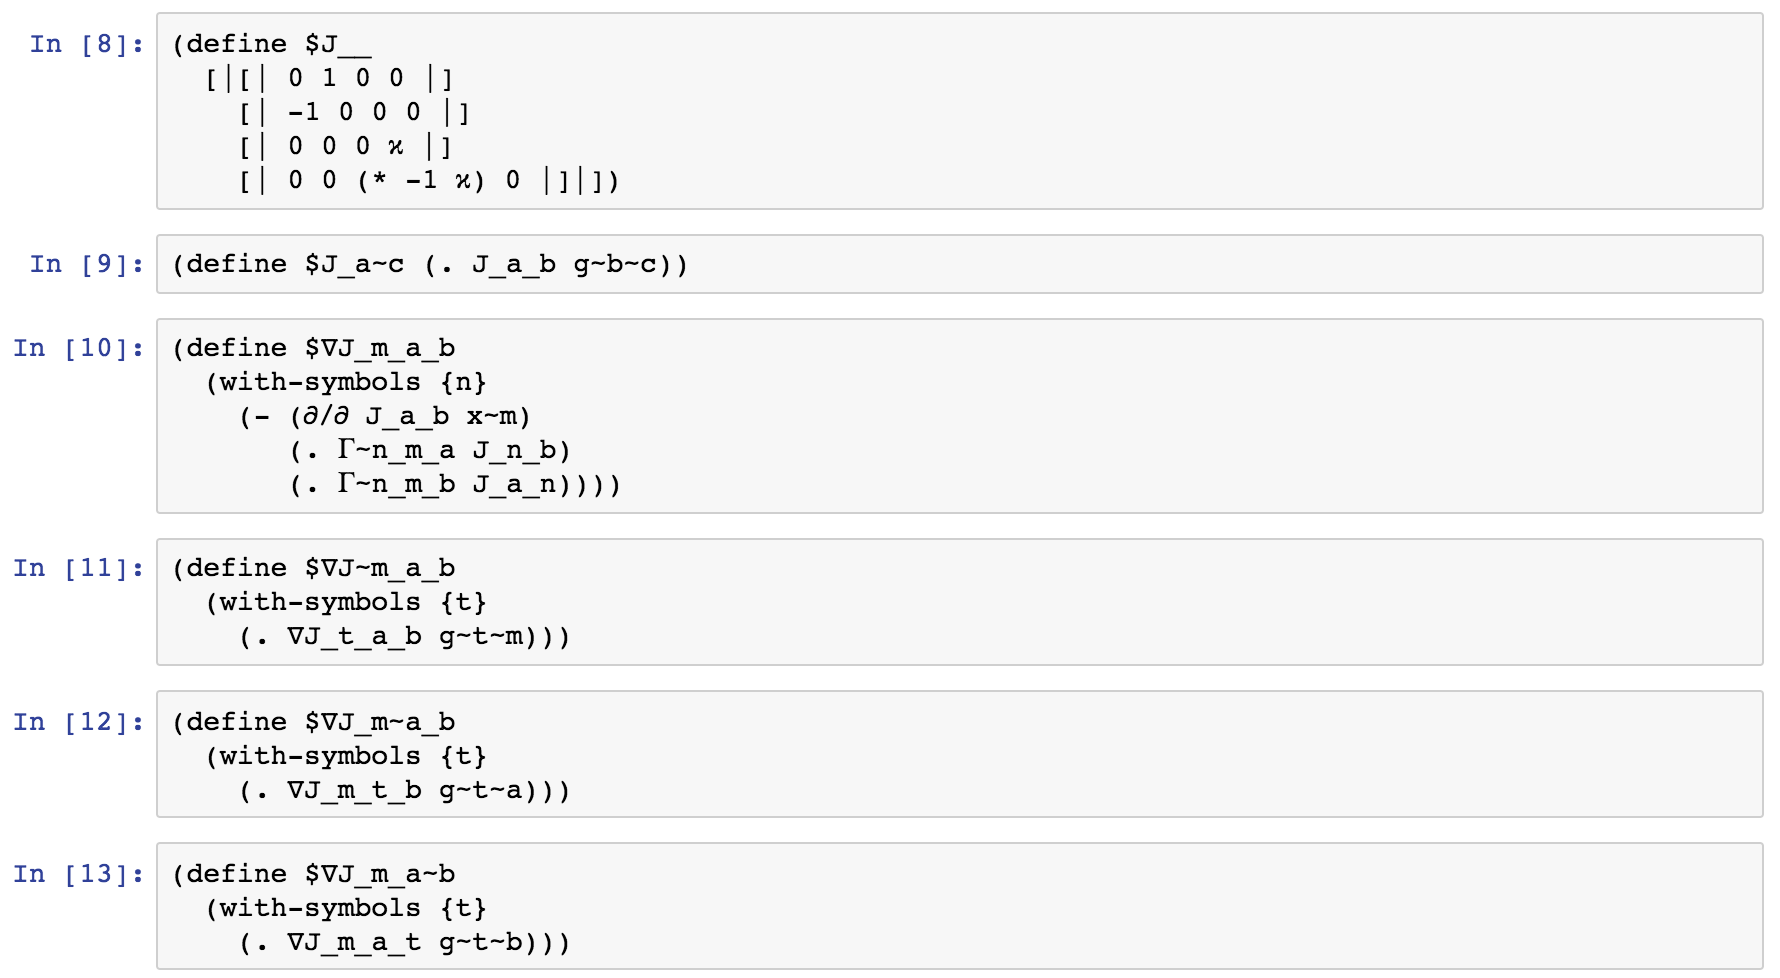 In [8]: (define $J__
[|[| 0 1 0 0 |]
[| -1 0 0 0 |]
[| 0 0 0 ϰ |]
[| 0 0 (* -1 ϰ) 0 |]|])
In [9]: (define $J_a~c (. J_a_b g~b~c))
In [10]: (define $∇J_m_a_b
(with-symbols {n}
(- (∂/∂ J_a_b x~m)
(. Γ~n_m_a J_n_b)
(. Γ~n_m_b J_a_n))))
In [11]: (define $∇J~m_a_b
(with-symbols {t}
(. ∇J_t_a_b g~t~m)))
In [12]: (define $∇J_m~a_b
(with-symbols {t}
(. ∇J_m_t_b g~t~a)))
In [13]: (define $∇J_m_a~b
(with-symbols {t}
(. ∇J_m_a_t g~t~b)))